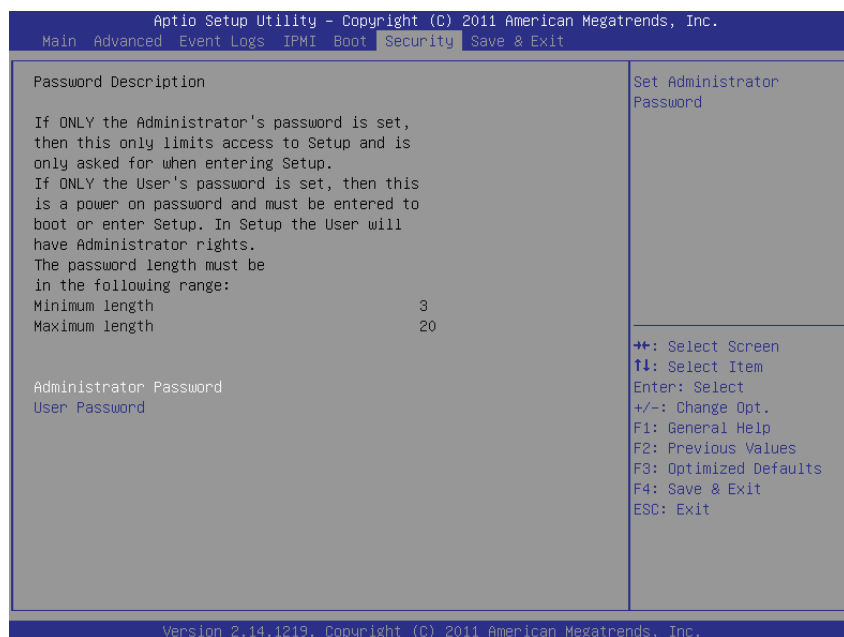 Aptio Setup Utility – Copyright (C) 2011 American Megatrends, Inc.
Main Advanced Event Logs IPMI Boot Security Save & Exit
Password Description
If ONLY the Administrator's password is set,
then this only limits access to Setup and is
only asked for when entering Setup.
If ONLY the User's password is set, then this
is a power on password and must be entered to
boot or enter Setup. In Setup the User will
have Administrator rights.
The password length must be
in the following range:
Minimum length 3
Maximum length 20
Administrator Password
User Password
Set Administrator
Password
→←: Select Screen
↑↓: Select Item
Enter: Select
+/-: Change Opt.
F1: General Help
F2: Previous Values
F3: Optimized Defaults
F4: Save & Exit
ESC: Exit
Version 2.14.1219. Copyright (C) 2011 American Megatrends, Inc.